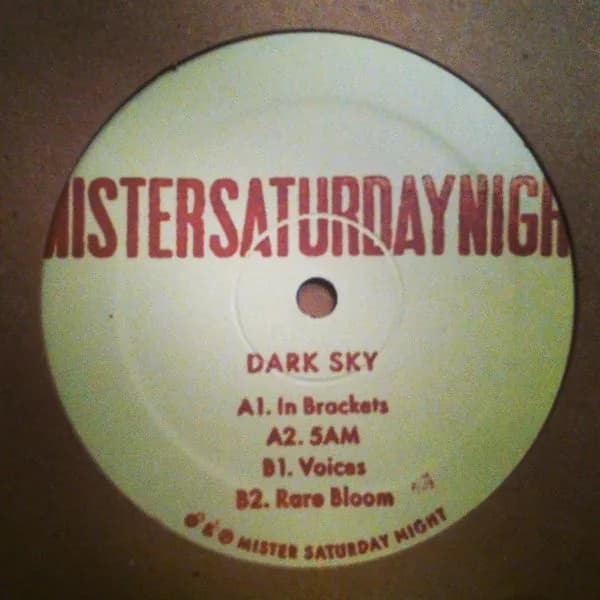 MISTERSATURDAYNIGH
DARK SKY
A1. In Brackets
A2. 5AM
B1. Voices
B2. Rare Bloom
MISTER SATURDAY NIGHT